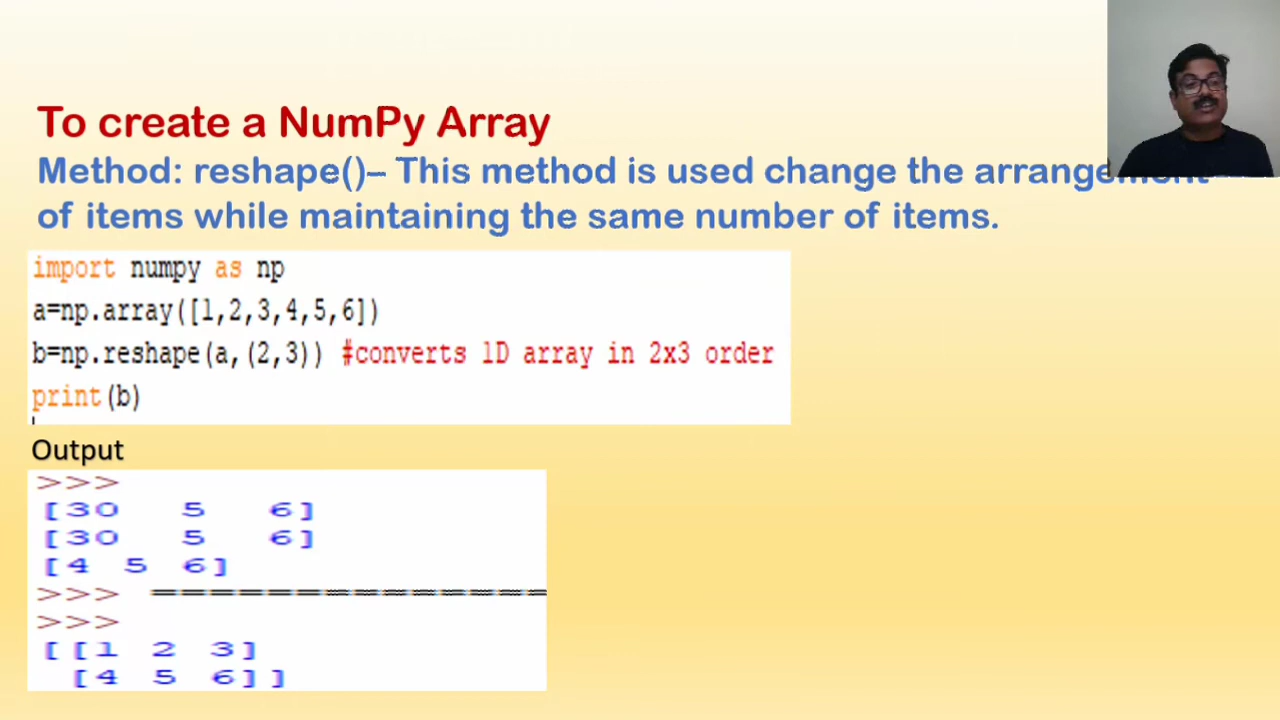 To create a NumPy Array
Method: reshape()– This method is used change the arrangement
of items while maintaining the same number of items.
import numpy as np
a=np.array([1,2,3,4,5,6])
b=np.reshape(a,(2,3)) #converts 1D array in 2x3 order
print(b)
Output
>>>
[30 5 6]
[30 5 6]
[4 5 6]
>>> ==============
>>>
[[1 2 3]
[4 5 6]]